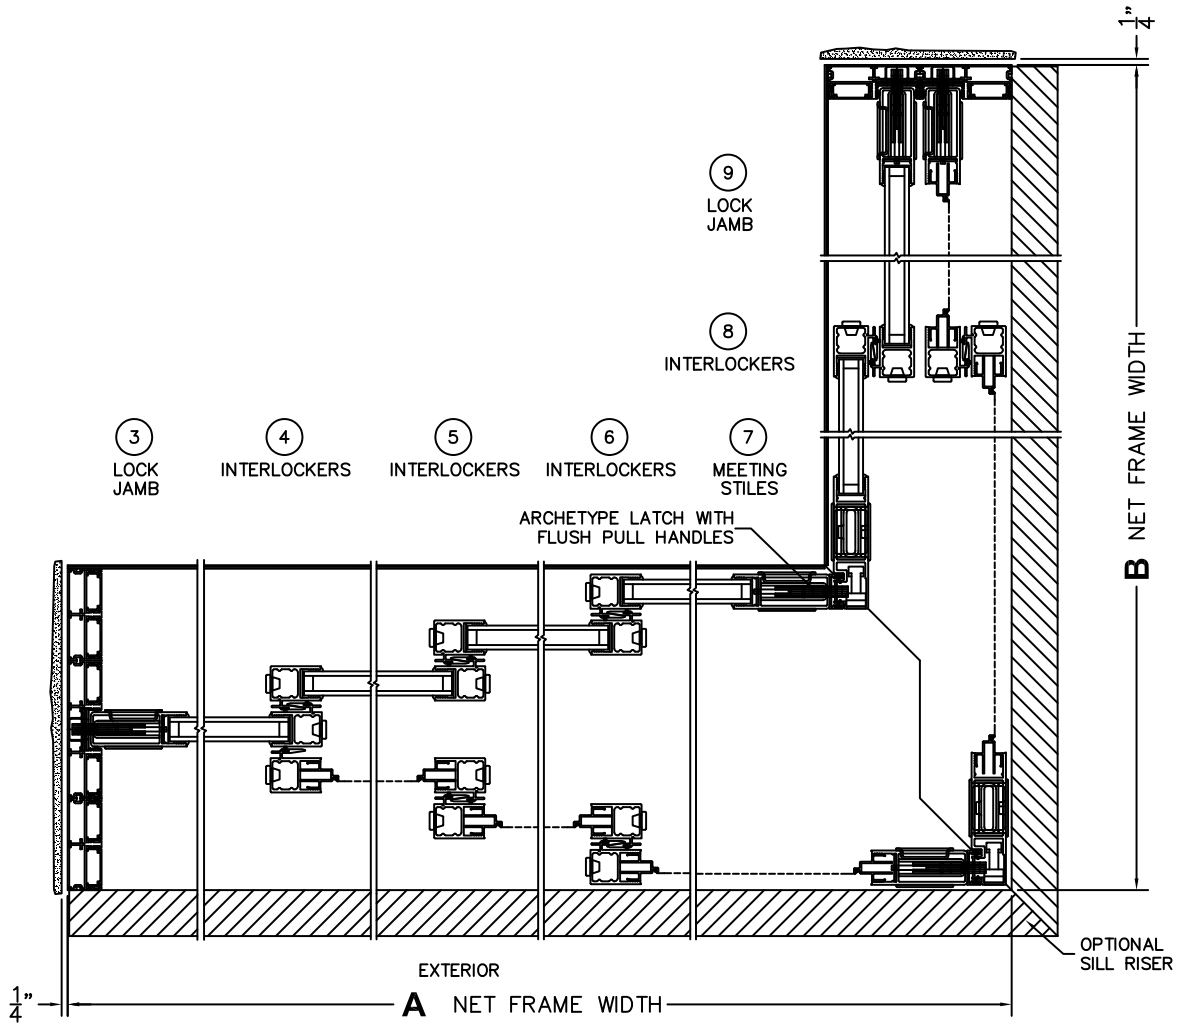 1/4"
9
LOCK
JAMB
8
INTERLOCKERS
B NET FRAME WIDTH
3
LOCK
JAMB
4
INTERLOCKERS
5
INTERLOCKERS
6
INTERLOCKERS
7
MEETING
STILES
ARCHETYPE LATCH WITH
FLUSH PULL HANDLES
OPTIONAL
SILL RISER
EXTERIOR
1/4"
A NET FRAME WIDTH